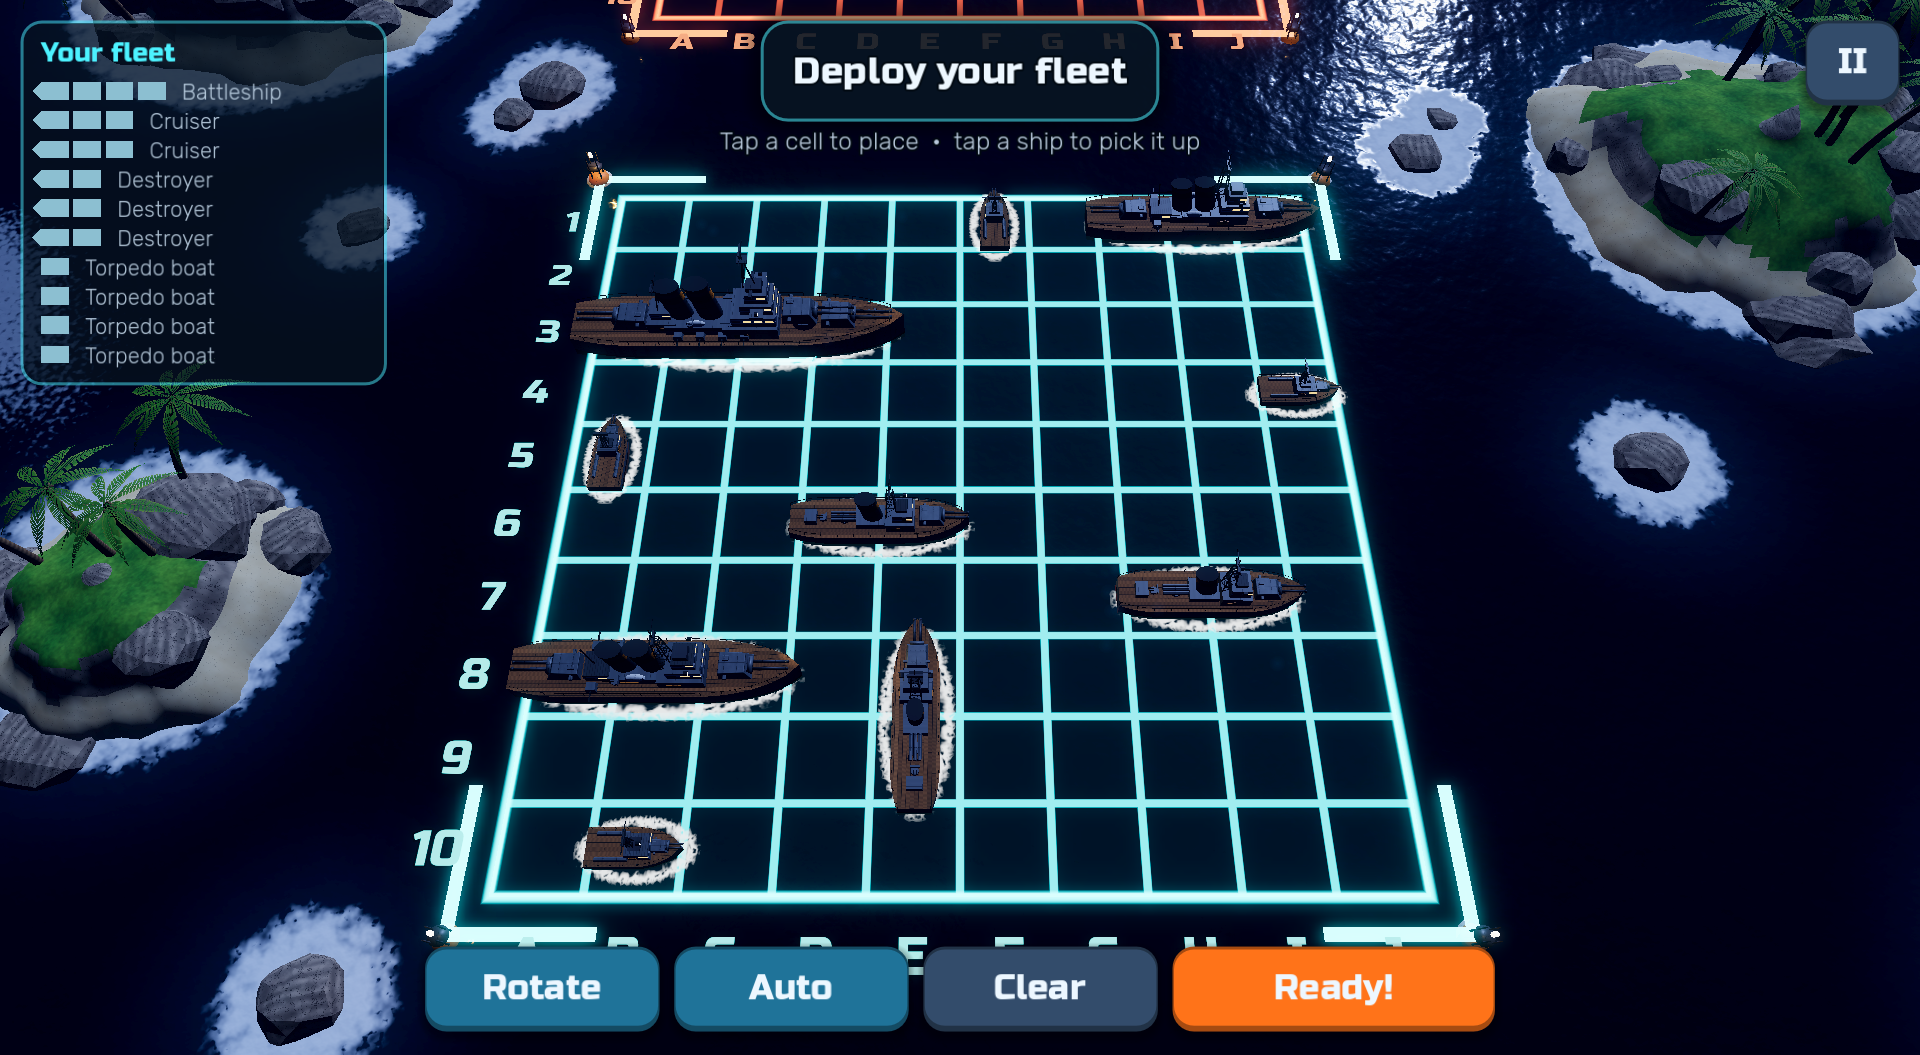 Your fleet
Battleship
Cruiser
Cruiser
Destroyer
Destroyer
Destroyer
Torpedo boat
Torpedo boat
Torpedo boat
Torpedo boat
A B C D E F G H I J
Deploy your fleet
Tap a cell to place • tap a ship to pick it up
II
1
2
3
4
5
6
7
8
9
10
Rotate
Auto
Clear
Ready!